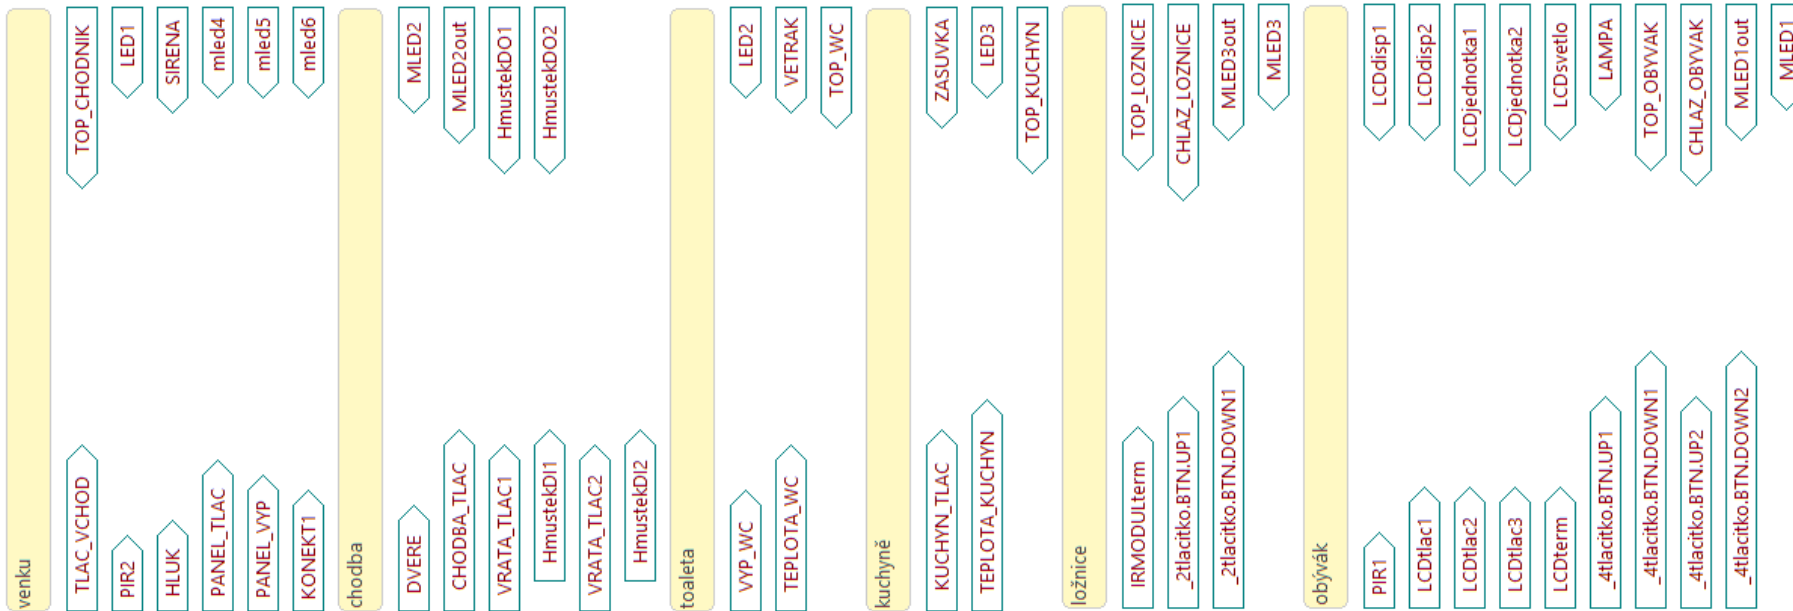 venku
TLAC_VCHOD
TOP_CHODNIK
PIR2
LED1
HLUK
SIRENA
PANEL_TLAC
mled4
PANEL_VYP
mled5
KONEKT1
mled6
chodba
DVERE
MLED2
CHODBA_TLAC
MLED2out
VRATA_TLAC1
HmustekDO1
HmustekDI1
HmustekDO2
VRATA_TLAC2
HmustekDI2
toaleta
VYP_WC
LED2
TEPLOTA_WC
VETRAK
TOP_WC
kuchyně
KUCHYN_TLAC
ZASUVKA
TEPLOTA_KUCHYN
LED3
TOP_KUCHYN
ložnice
IRMODULterm
TOP_LOZNICE
_2tlacitko.BTN.UP1
CHLAZ_LOZNICE
_2tlacitko.BTN.DOWN1
MLED3out
MLED3
obývák
PIR1
LCDdisp1
LCDtlac1
LCDdisp2
LCDtlac2
LCDjednotka1
LCDtlac3
LCDjednotka2
LCDterm
LCDsvetlo
_4tlacitko.BTN.UP1
LAMPA
_4tlacitko.BTN.DOWN1
TOP_OBYVAK
_4tlacitko.BTN.UP2
CHLAZ_OBYVAK
_4tlacitko.BTN.DOWN2
MLED1out
MLED1